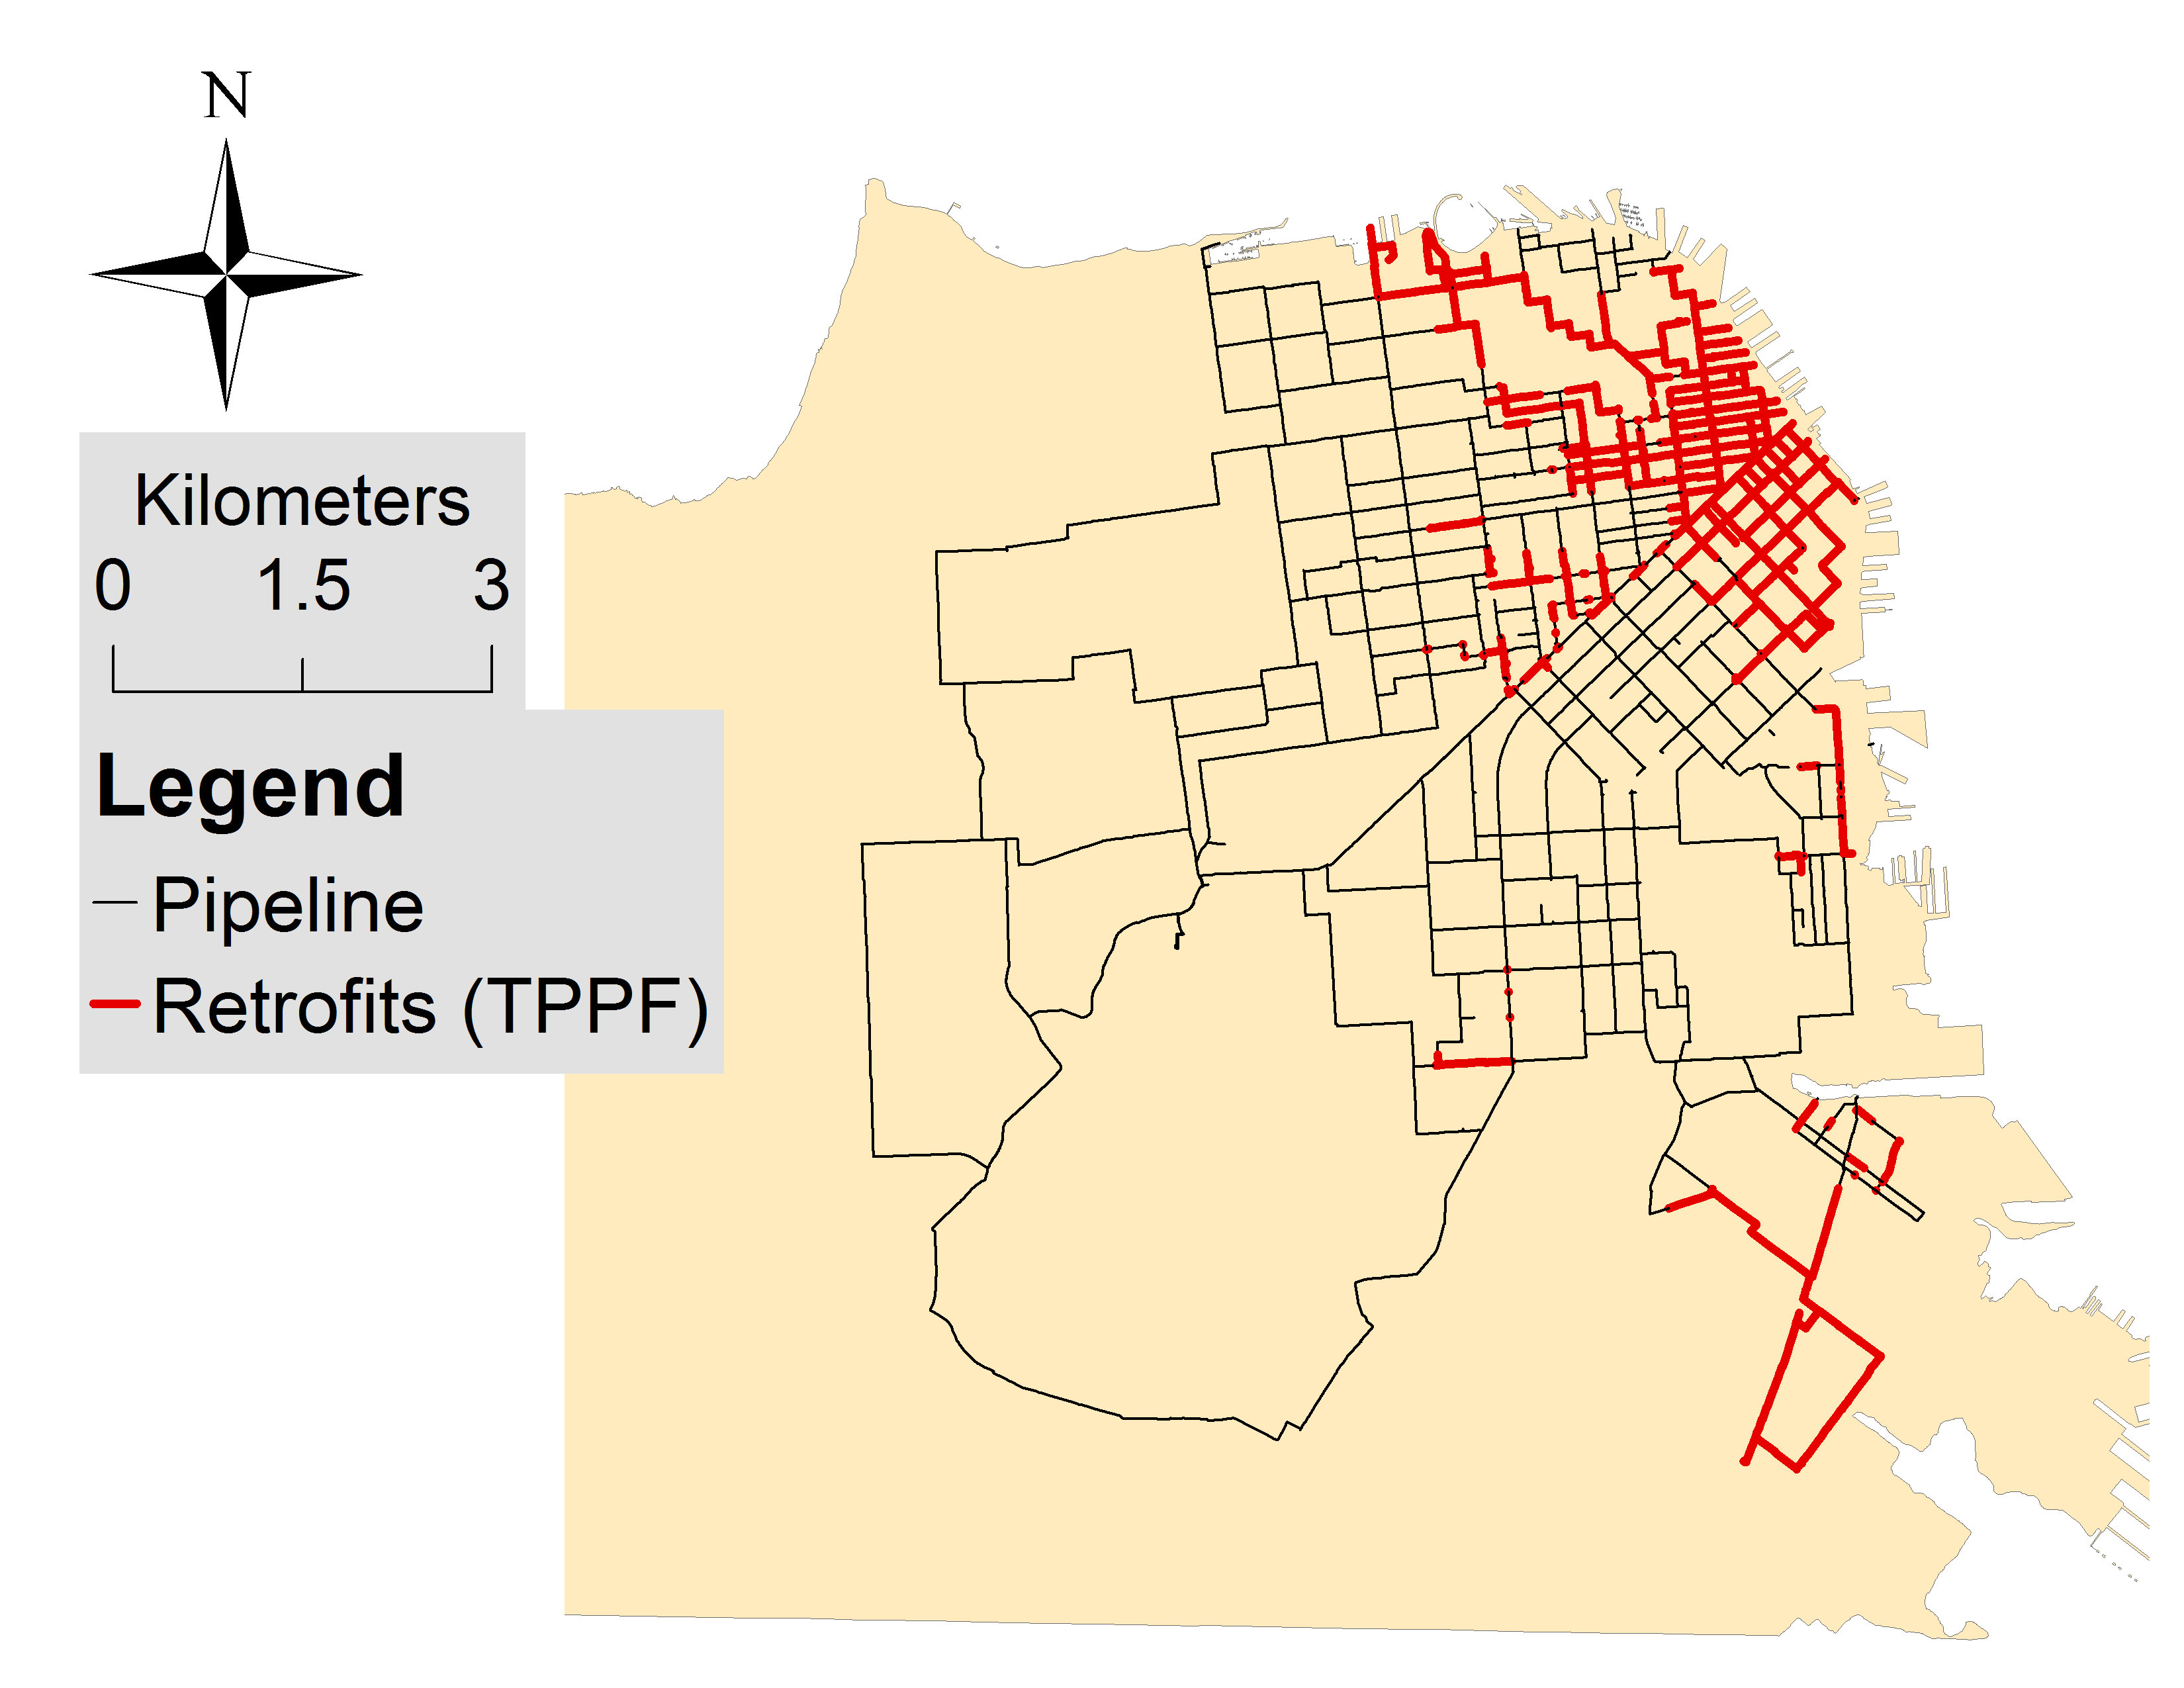 N
Kilometers
0 1.5 3
Legend
Pipeline
Retrofits (TPPF)